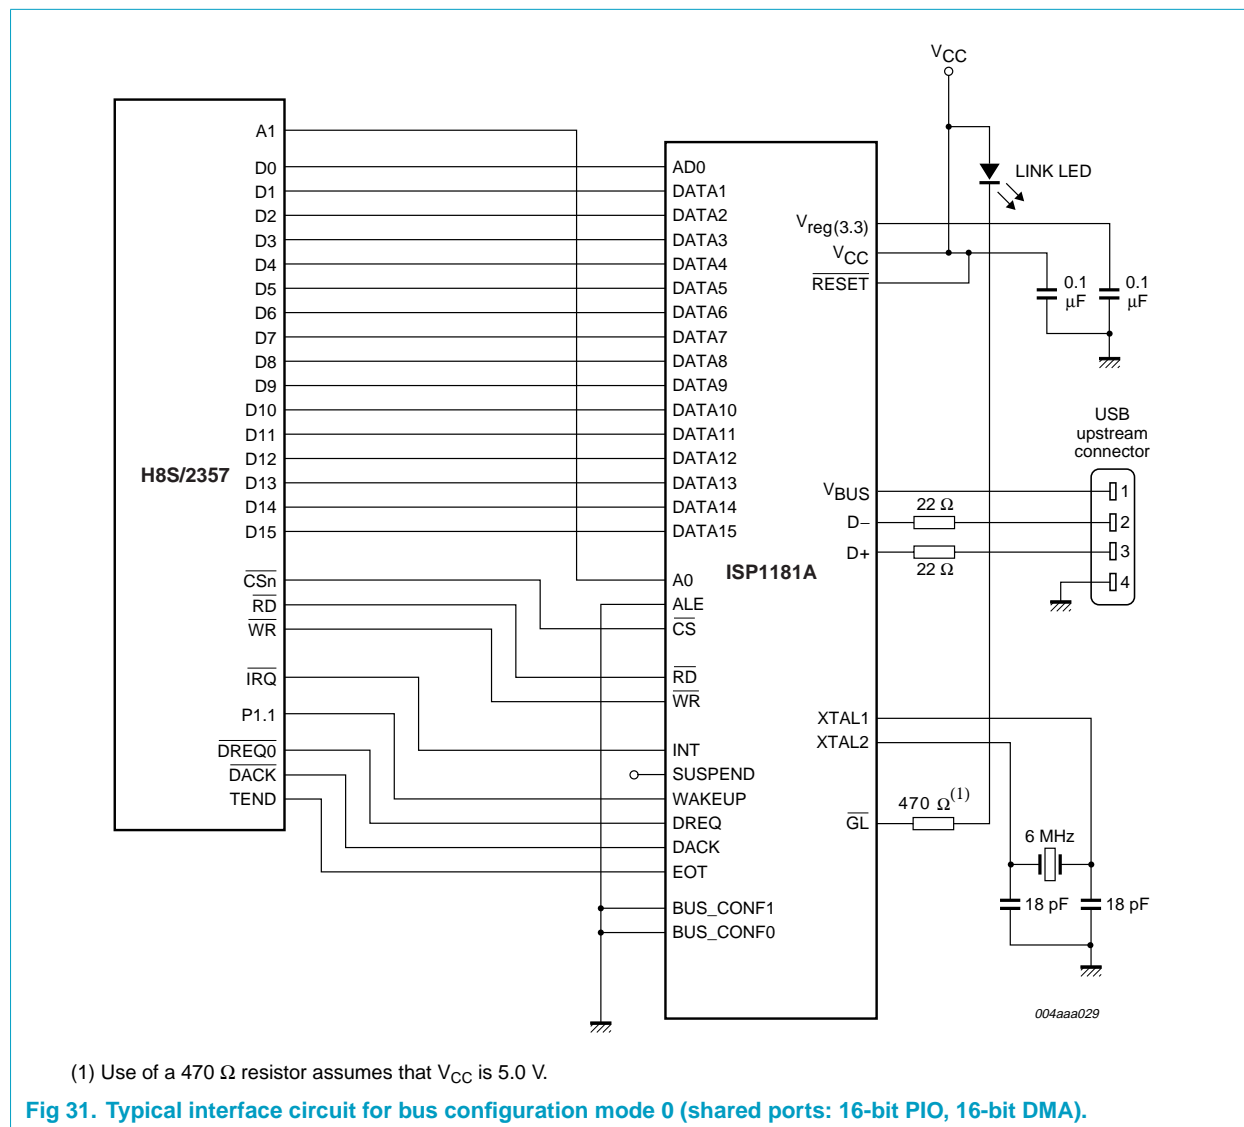 VCC
A1
D0
D1
D2
D3
D4
D5
D6
D7
D8
D9
D10
D11
D12
D13
D14
D15
H8S/2357
CSn
RD
WR
IRQ
P1.1
DREQ0
DACK
TEND
AD0
DATA1
DATA2
DATA3
DATA4
DATA5
DATA6
DATA7
DATA8
DATA9
DATA10
DATA11
DATA12
DATA13
DATA14
DATA15
ISP1181A
A0
ALE
CS
RD
WR
INT
SUSPEND
WAKEUP
DREQ
DACK
EOT
BUS_CONF1
BUS_CONF0
LINK LED
Vreg(3.3)
VCC
RESET
0.1
µF
0.1
µF
USB
upstream
connector
VBUS
D−
D+
22 Ω
22 Ω
1
2
3
4
XTAL1
XTAL2
GL
470 Ω(1)
6 MHz
18 pF
18 pF
004aaa029
(1) Use of a 470 Ω resistor assumes that VCC is 5.0 V.
Fig 31. Typical interface circuit for bus configuration mode 0 (shared ports: 16-bit PIO, 16-bit DMA).